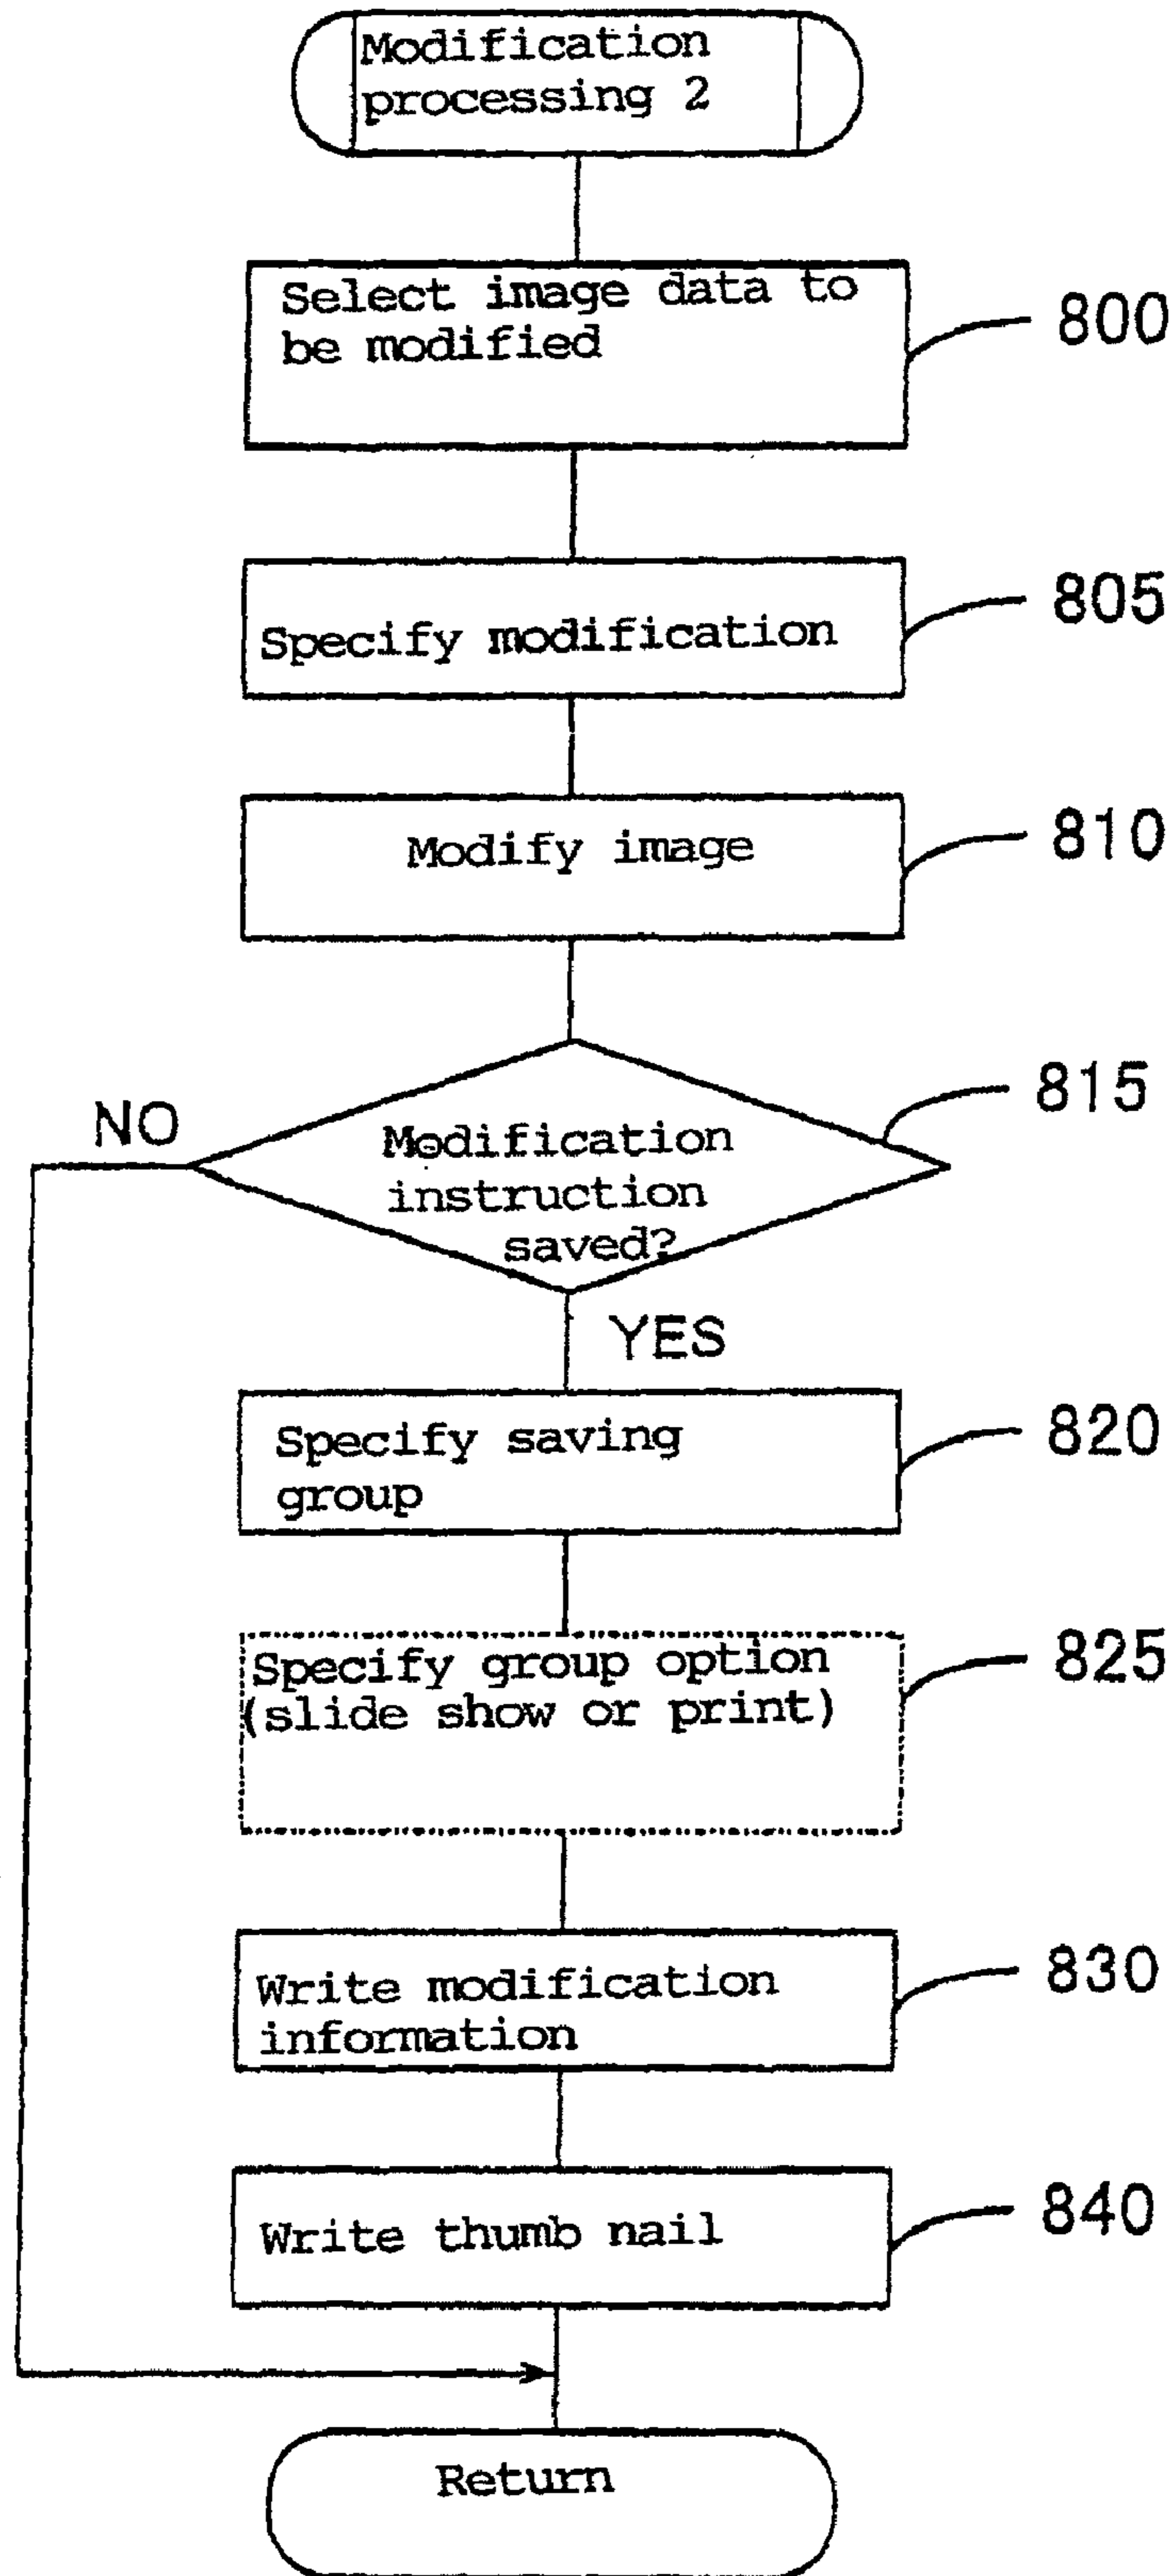 Modification
processing 2
Select image data to
be modified
800
Specify modification
805
Modify image
810
815
NO
Modification
instruction
saved?
YES
Specify saving
group
820
Specify group option
(slide show or print)
825
Write modification
information
830
Write thumb nail
840
Return